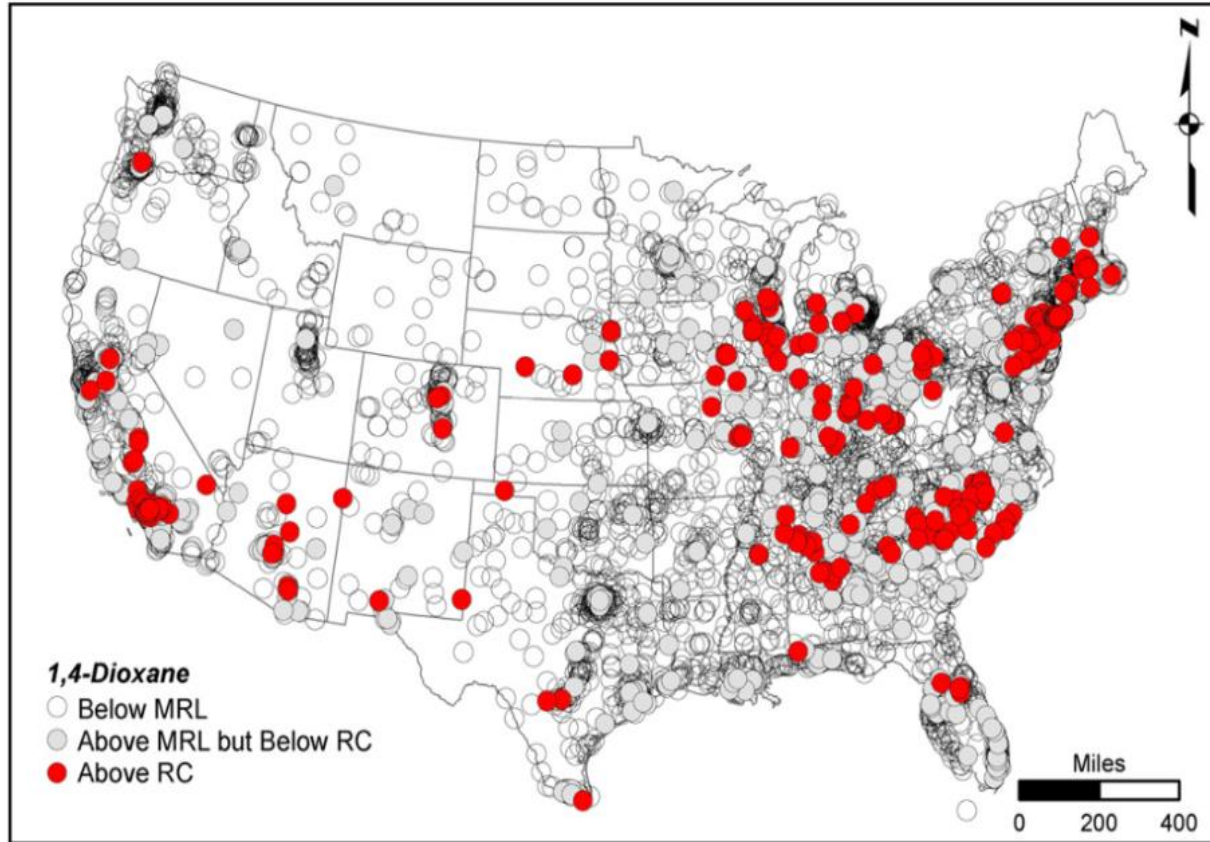 N
1,4-Dioxane
Below MRL
Above MRL but Below RC
Above RC
Miles
0 200 400